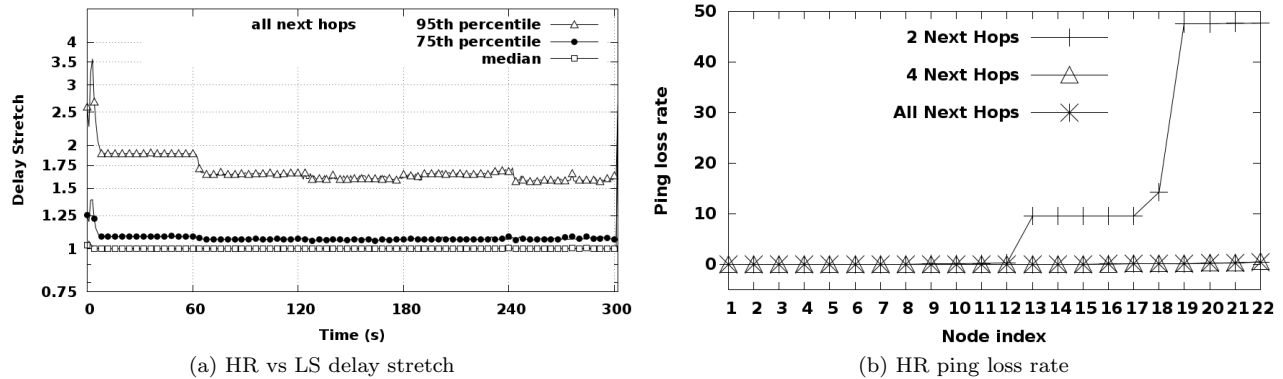 all next hops
95th percentile
75th percentile
median
Delay Stretch
4
3.5
3
2.5
2
1.75
1.5
1.25
1
0.75
0 60 120 180 240 300
Time (s)
(a) HR vs LS delay stretch
2 Next Hops
4 Next Hops
All Next Hops
Ping loss rate
50
40
30
20
10
0
1 2 3 4 5 6 7 8 9 10 11 12 13 14 15 16 17 18 19 20 21 22
Node index
(b) HR ping loss rate